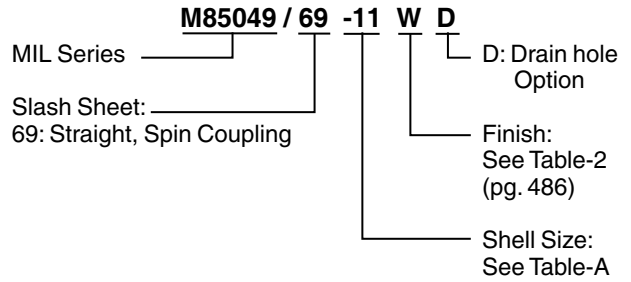 M85049 / 69 -11 W D
MIL Series
D: Drain hole
Option
Slash Sheet:
69: Straight, Spin Coupling
Finish:
See Table-2
(pg. 486)
Shell Size:
See Table-A